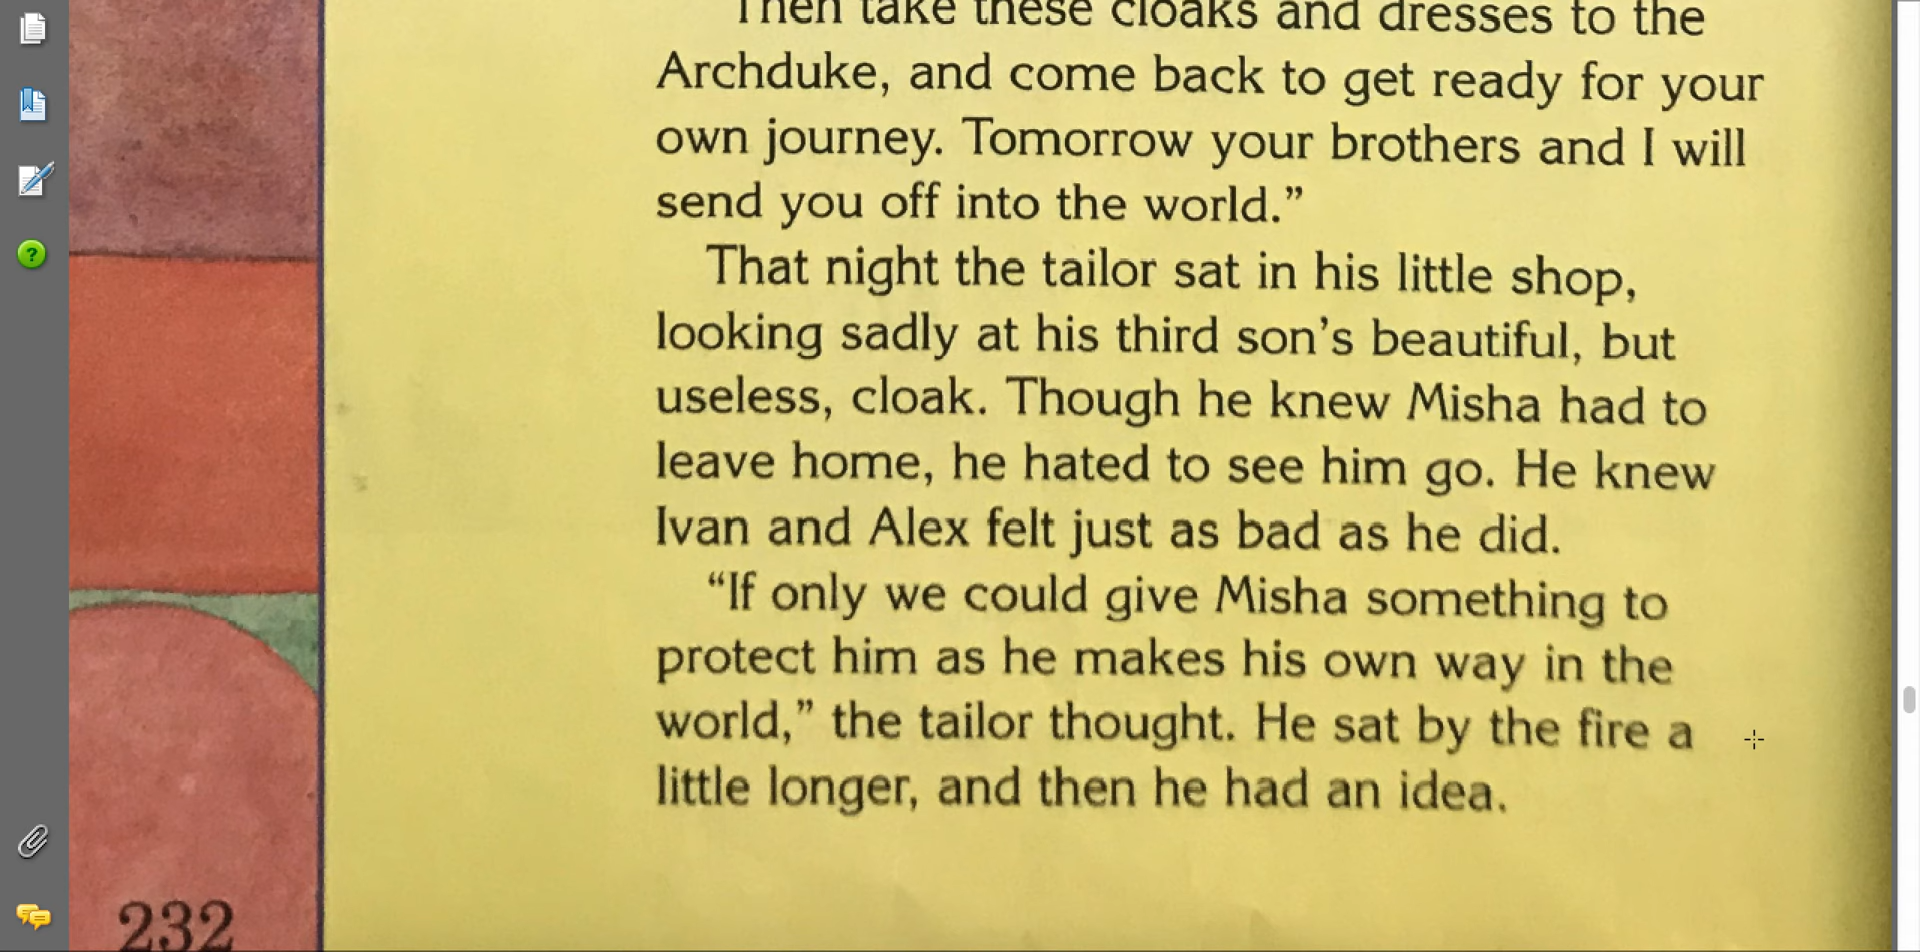 Then take these cloaks and dresses to the
Archduke, and come back to get ready for your
own journey. Tomorrow your brothers and I will
send you off into the world.”
That night the tailor sat in his little shop,
looking sadly at his third son’s beautiful, but
useless, cloak. Though he knew Misha had to
leave home, he hated to see him go. He knew
Ivan and Alex felt just as bad as he did.
“If only we could give Misha something to
protect him as he makes his own way in the
world,” the tailor thought. He sat by the fire a
little longer, and then he had an idea.
232